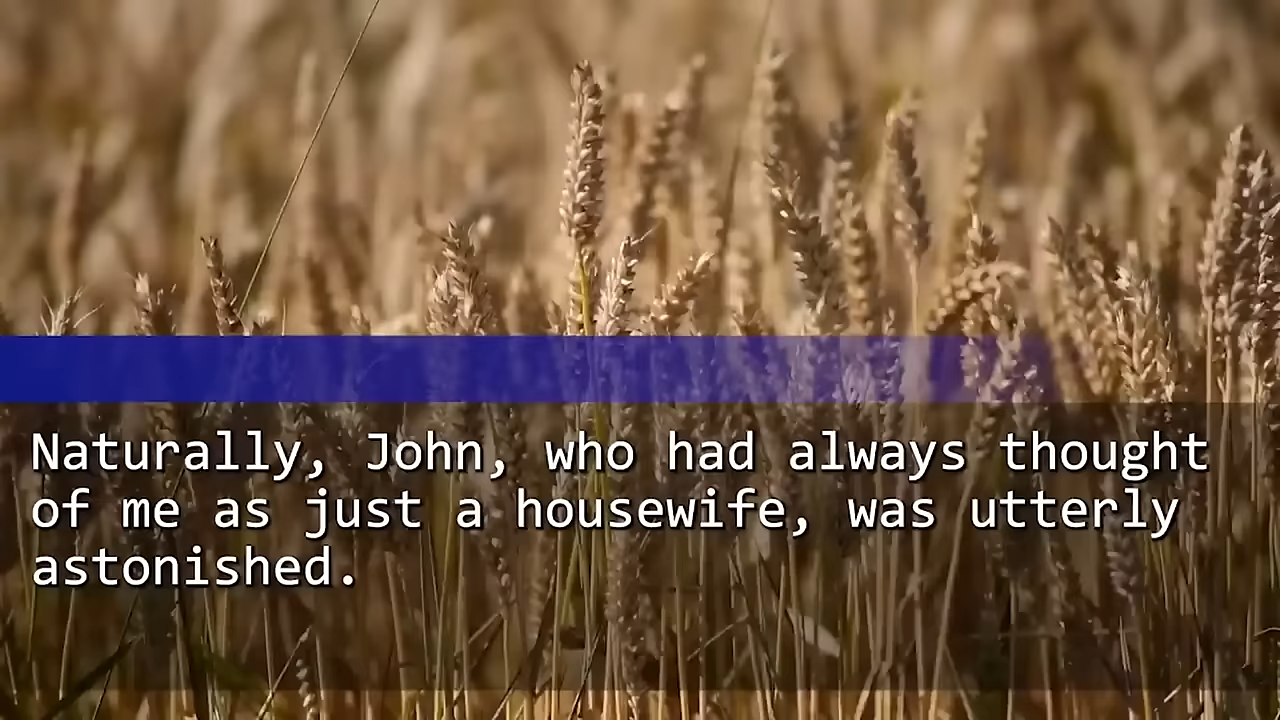 Naturally, John, who had always thought
of me as just a housewife, was utterly
astonished.